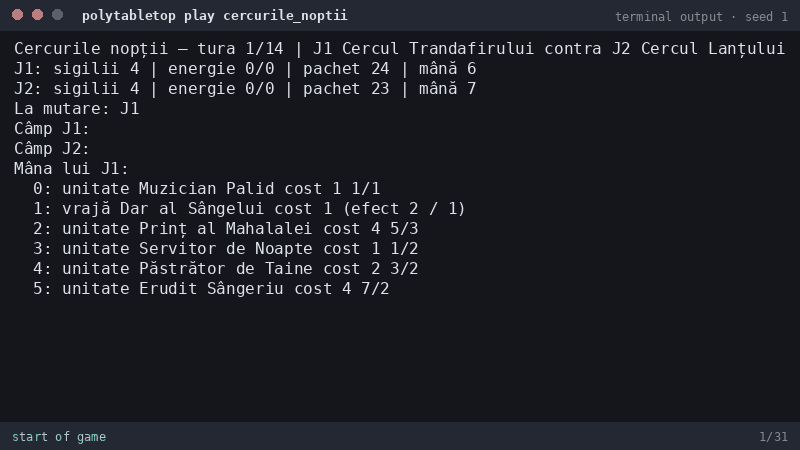 polytabletop play cercurile_noptii
terminal output · seed 1
Cercurile nopții — tura 1/14 | J1 Cercul Trandafirului contra J2 Cercul Lanțului
J1: sigilii 4 | energie 0/0 | pachet 24 | mână 6
J2: sigilii 4 | energie 0/0 | pachet 23 | mână 7
La mutare: J1
Câmp J1:
Câmp J2:
Mâna lui J1:
0: unitate Muzician Palid cost 1 1/1
1: vrajă Dar al Sângelui cost 1 (efect 2 / 1)
2: unitate Prinț al Mahalalei cost 4 5/3
3: unitate Servitor de Noapte cost 1 1/2
4: unitate Păstrător de Taine cost 2 3/2
5: unitate Erudit Sângeriu cost 4 7/2
start of game
1/31